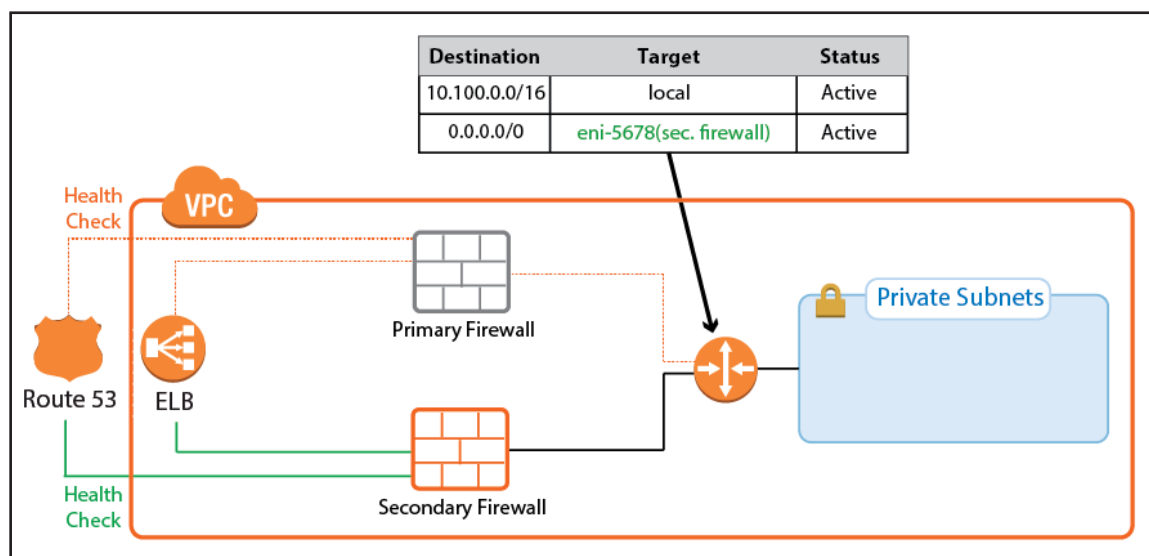 Destination Target Status
10.100.0.0/16 local Active
0.0.0.0/0 eni-5678(sec. firewall) Active
Health
Check
VPC
Private Subnets
Primary Firewall
Route 53
ELB
Health
Check
Secondary Firewall